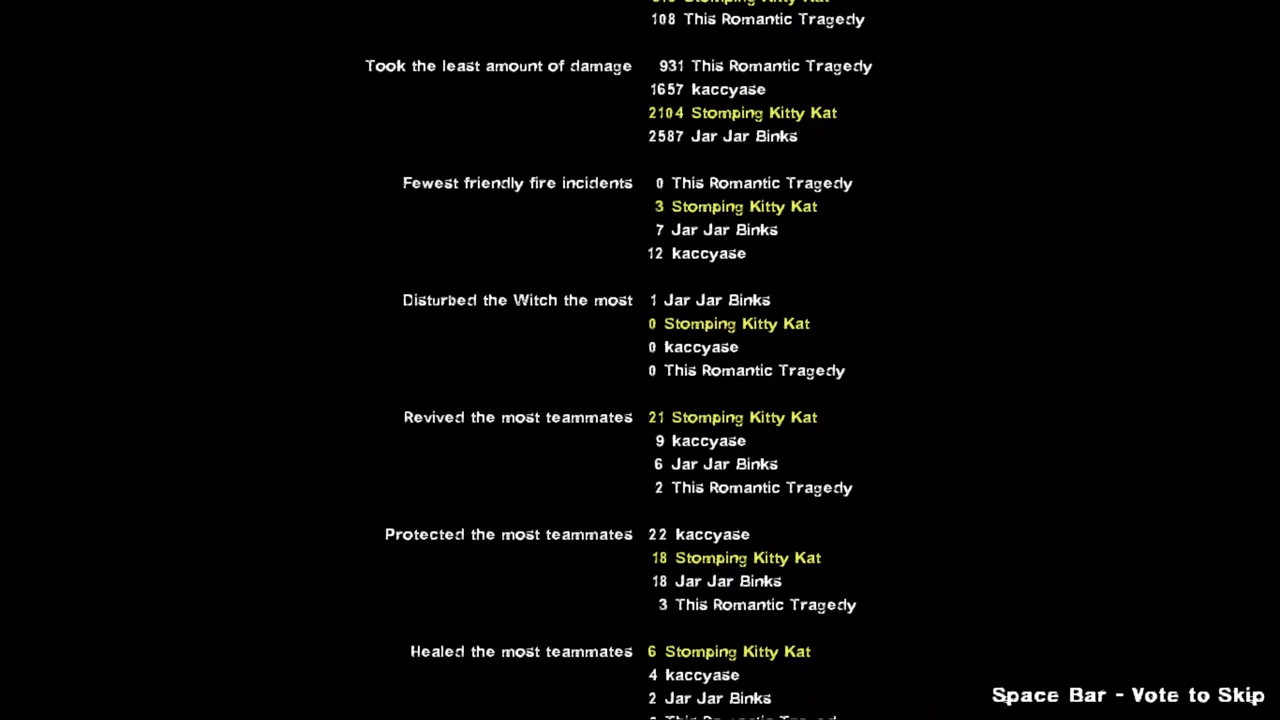 108 This Romantic Tragedy
Took the least amount of damage 931 This Romantic Tragedy
1657 kaccyase
2104 Stomping Kitty Kat
2587 Jar Jar Binks
Fewest friendly fire incidents 0 This Romantic Tragedy
3 Stomping Kitty Kat
7 Jar Jar Binks
12 kaccyase
Disturbed the Witch the most 1 Jar Jar Binks
0 Stomping Kitty Kat
0 kaccyase
0 This Romantic Tragedy
Revived the most teammates 21 Stomping Kitty Kat
9 kaccyase
6 Jar Jar Binks
2 This Romantic Tragedy
Protected the most teammates 22 kaccyase
18 Stomping Kitty Kat
18 Jar Jar Binks
3 This Romantic Tragedy
Healed the most teammates 6 Stomping Kitty Kat
4 kaccyase
2 Jar Jar Binks
Space Bar - Vote to Skip